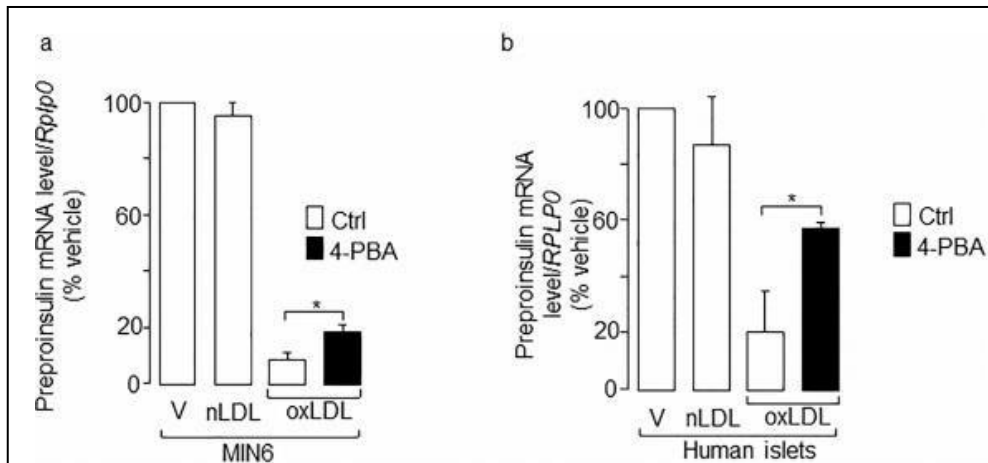 a
Preproinsulin mRNA level/Rplp0
(% vehicle)
100
60
20
0
Ctrl
4-PBA
*
V nLDL oxLDL
MIN6
b
Preproinsulin mRNA
level/RPLP0
(% vehicle)
100
60
20
0
*
Ctrl
4-PBA
V nLDL oxLDL
Human islets